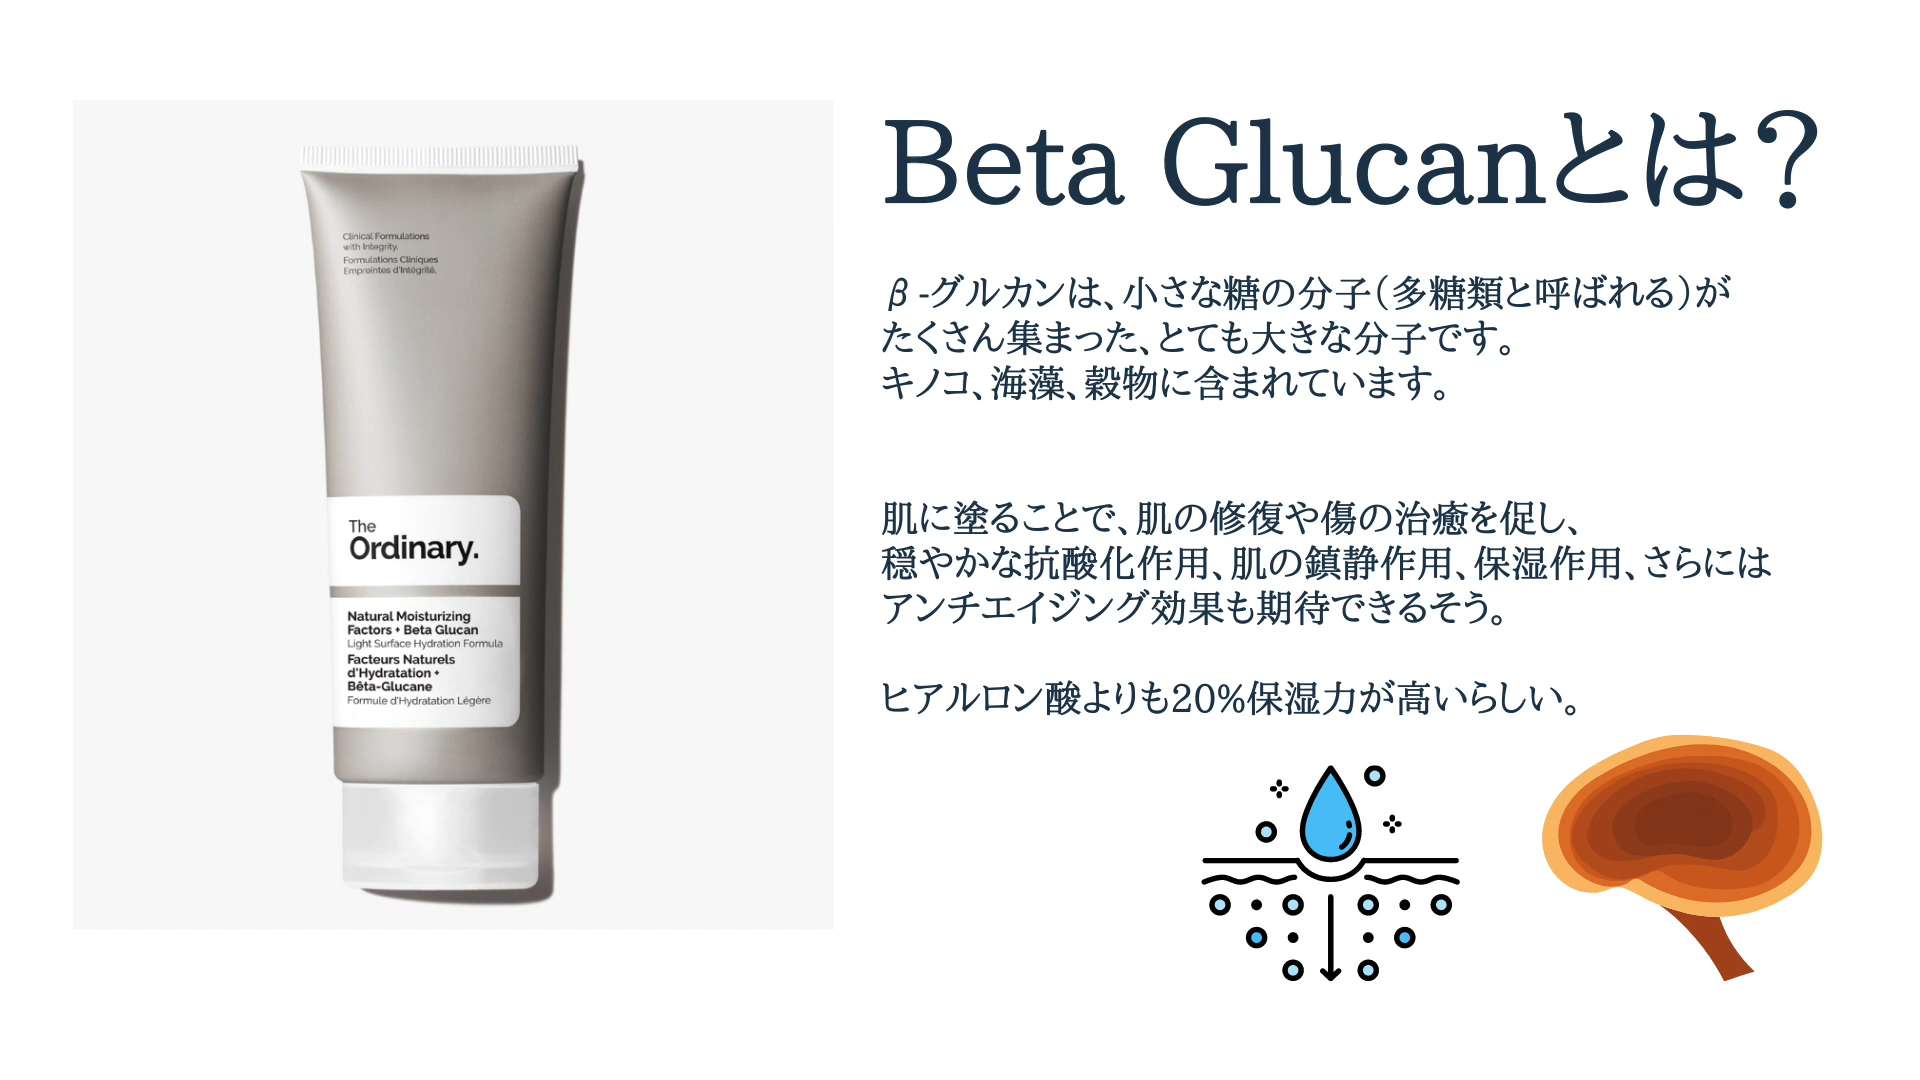 Beta Glucanとは？
β-グルカンは、小さな糖の分子（多糖類と呼ばれる）が
たくさん集まった、とても大きな分子です。
キノコ、海藻、穀物に含まれています。
肌に塗ることで、肌の修復や傷の治癒を促し、
穏やかな抗酸化作用、肌の鎮静作用、保湿作用、さらには
アンチエイジング効果も期待できるそう。
ヒアルロン酸よりも20%保湿力が高いらしい。
Clinical Formulations
with Integrity.
Formulations Cliniques
Empreintes d'Intégrité.
The
Ordinary.
Natural Moisturizing
Factors + Beta Glucan
Light Surface Hydration Formula
Facteurs Naturels
d'Hydratation +
Bêta-Glucane
Formule d'Hydratation Légère